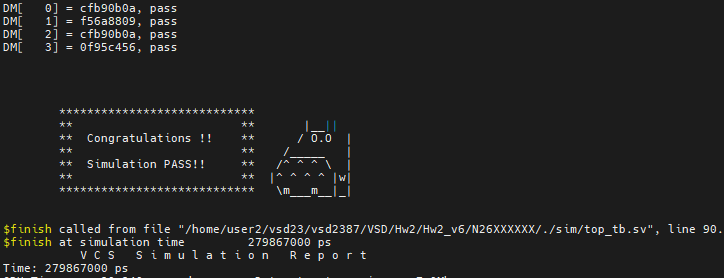 DM[   0] = cfb90b0a, pass
DM[   1] = f56a8809, pass
DM[   2] = cfb90b0a, pass
DM[   3] = 0f95c456, pass
****************************
**                        **       |__||
**  Congratulations !!    **      / O.O  |
**                        **    /_____   |
**  Simulation PASS!!     **   /^ ^ ^ \  |
**                        **  |^ ^ ^ ^ |w|
****************************   \m___m__|_|
$finish called from file "/home/user2/vsd23/vsd2387/VSD/Hw2/Hw2_v6/N26XXXXXX/./sim/top_tb.sv", line 90.
$finish at simulation time         279867000 ps
V C S   S i m u l a t i o n   R e p o r t
Time: 279867000 ps